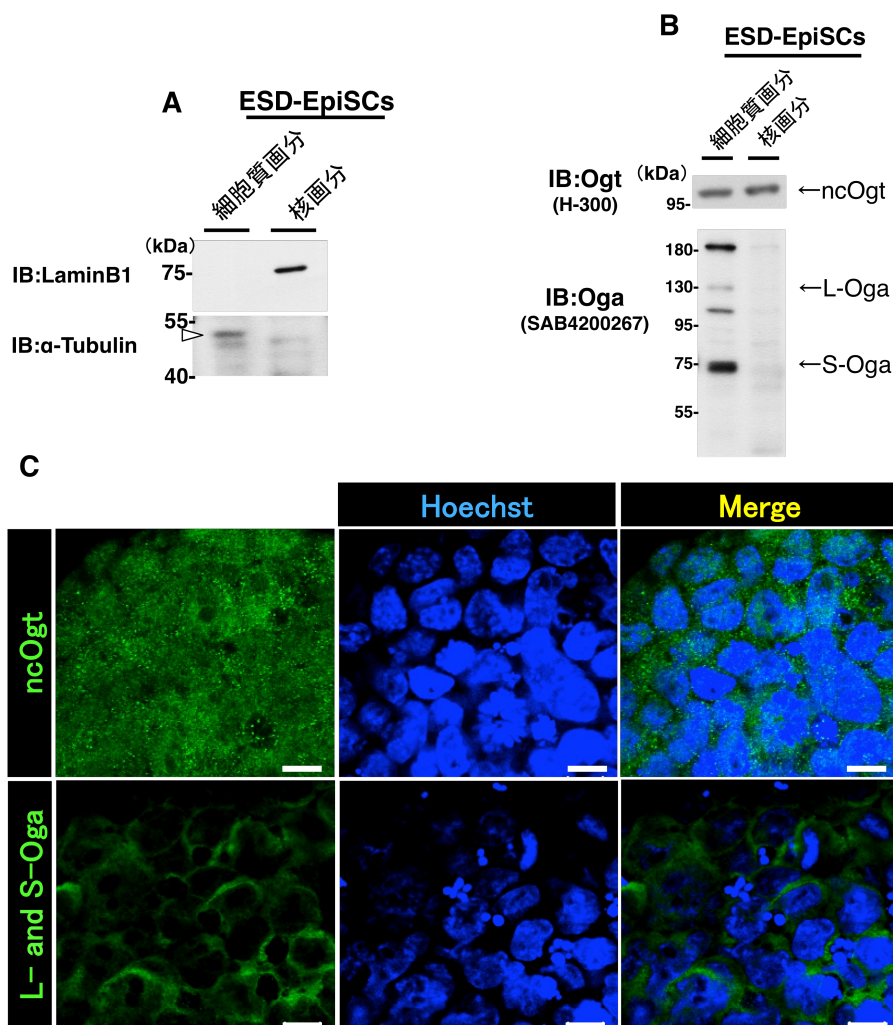 A
ESD-EpiSCs
細胞質画分
核画分
(kDa)
IB:LaminB1
75-
55-
IB:α-Tubulin
40-
B
ESD-EpiSCs
細胞質画分
核画分
IB:Ogt (kDa)
(H-300)
95-
←ncOgt
180-
130-
←L-Oga
IB:Oga
(SAB4200267)
95-
75-
←S-Oga
55-
C
Hoechst
Merge
ncOgt
L- and S-Oga